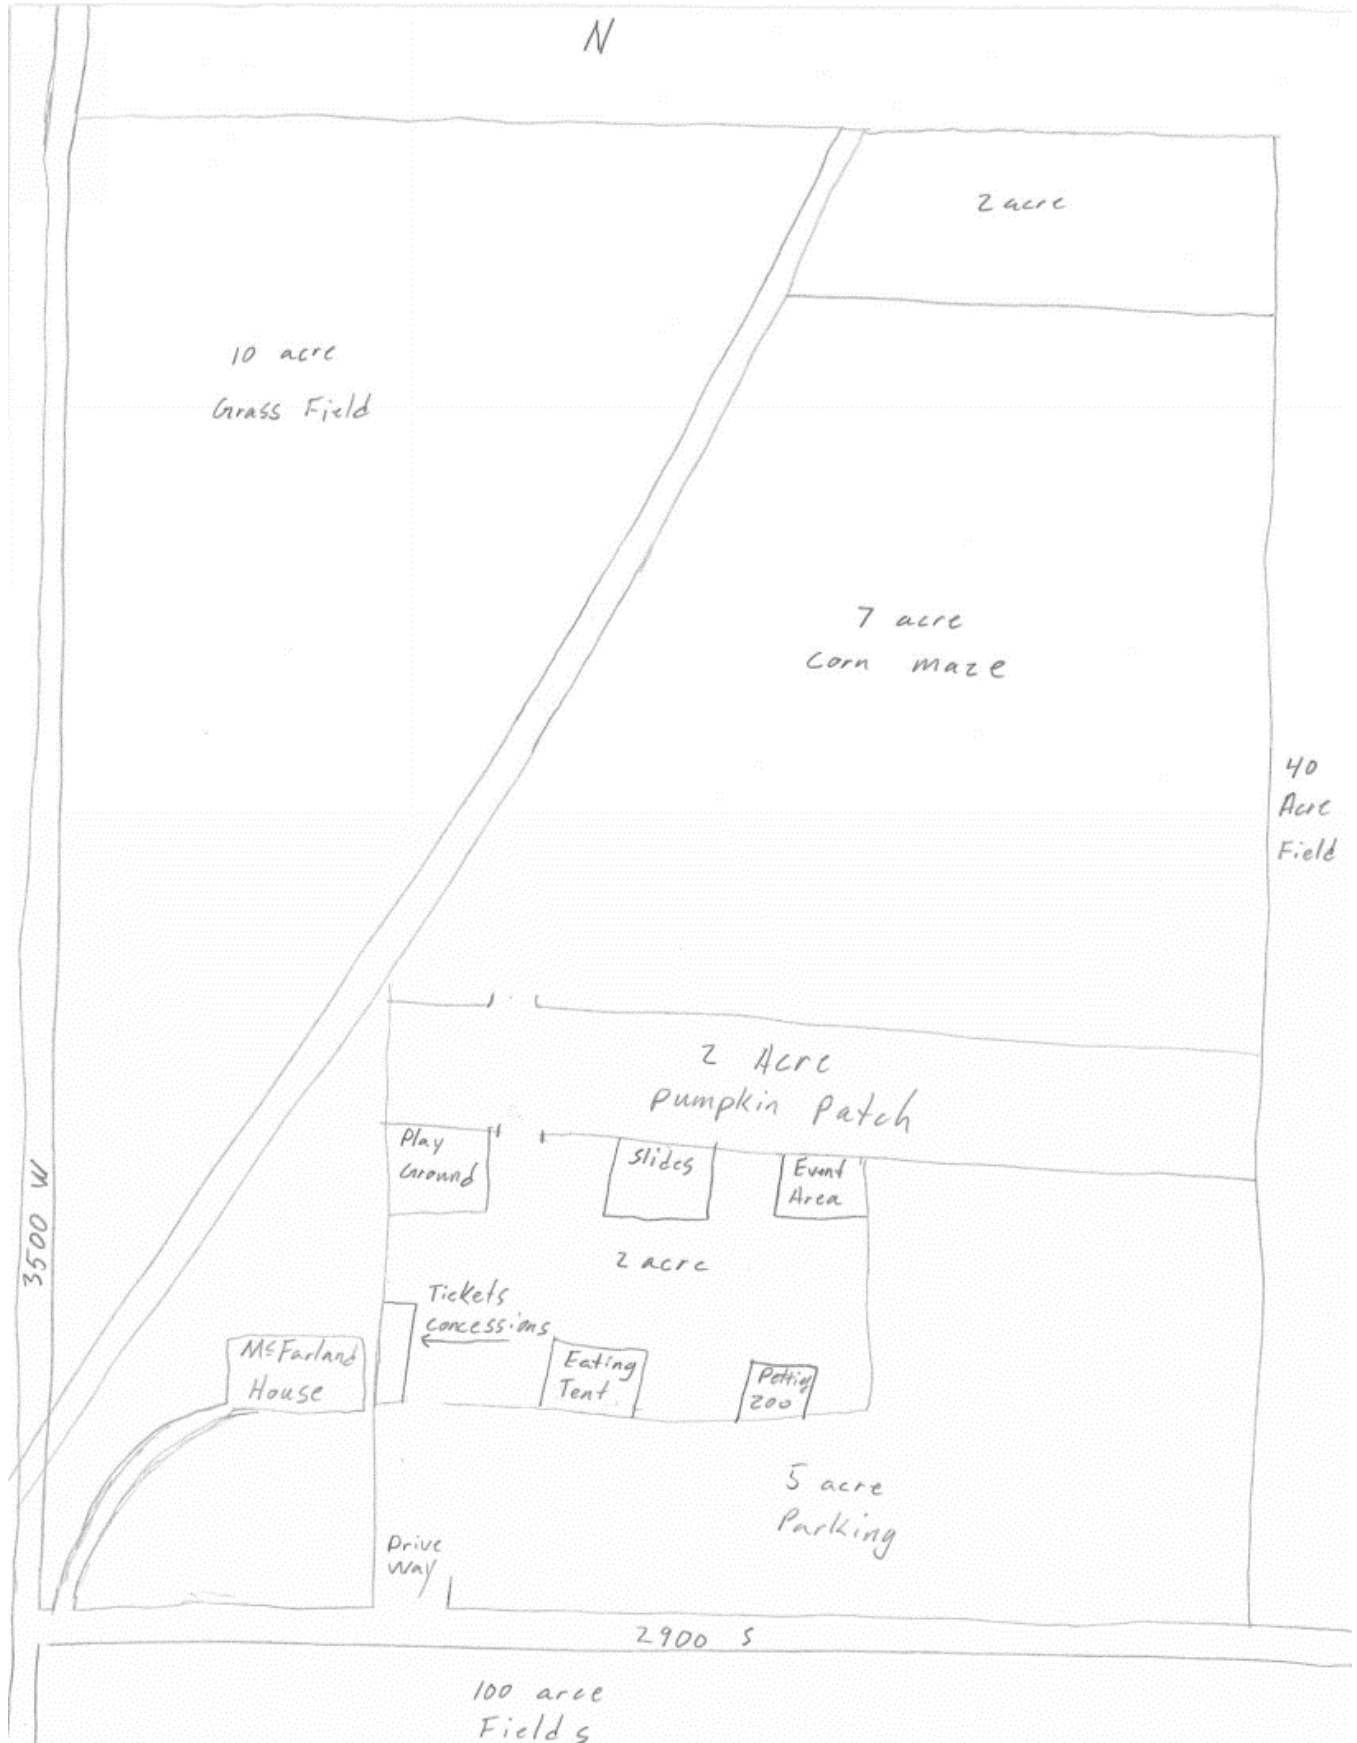 N
2 acre
10 acre
Grass Field
7 acre
Corn maze
40
Acre
Field
2 Acre
Pumpkin Patch
Play
Ground
Slides
Event
Area
2 acre
3500 W
Tickets
concessions
McFarland
House
Eating
Tent
Pettig
zoo
5 acre
Parking
Drive
Way
2900 S
100 arce
Fields